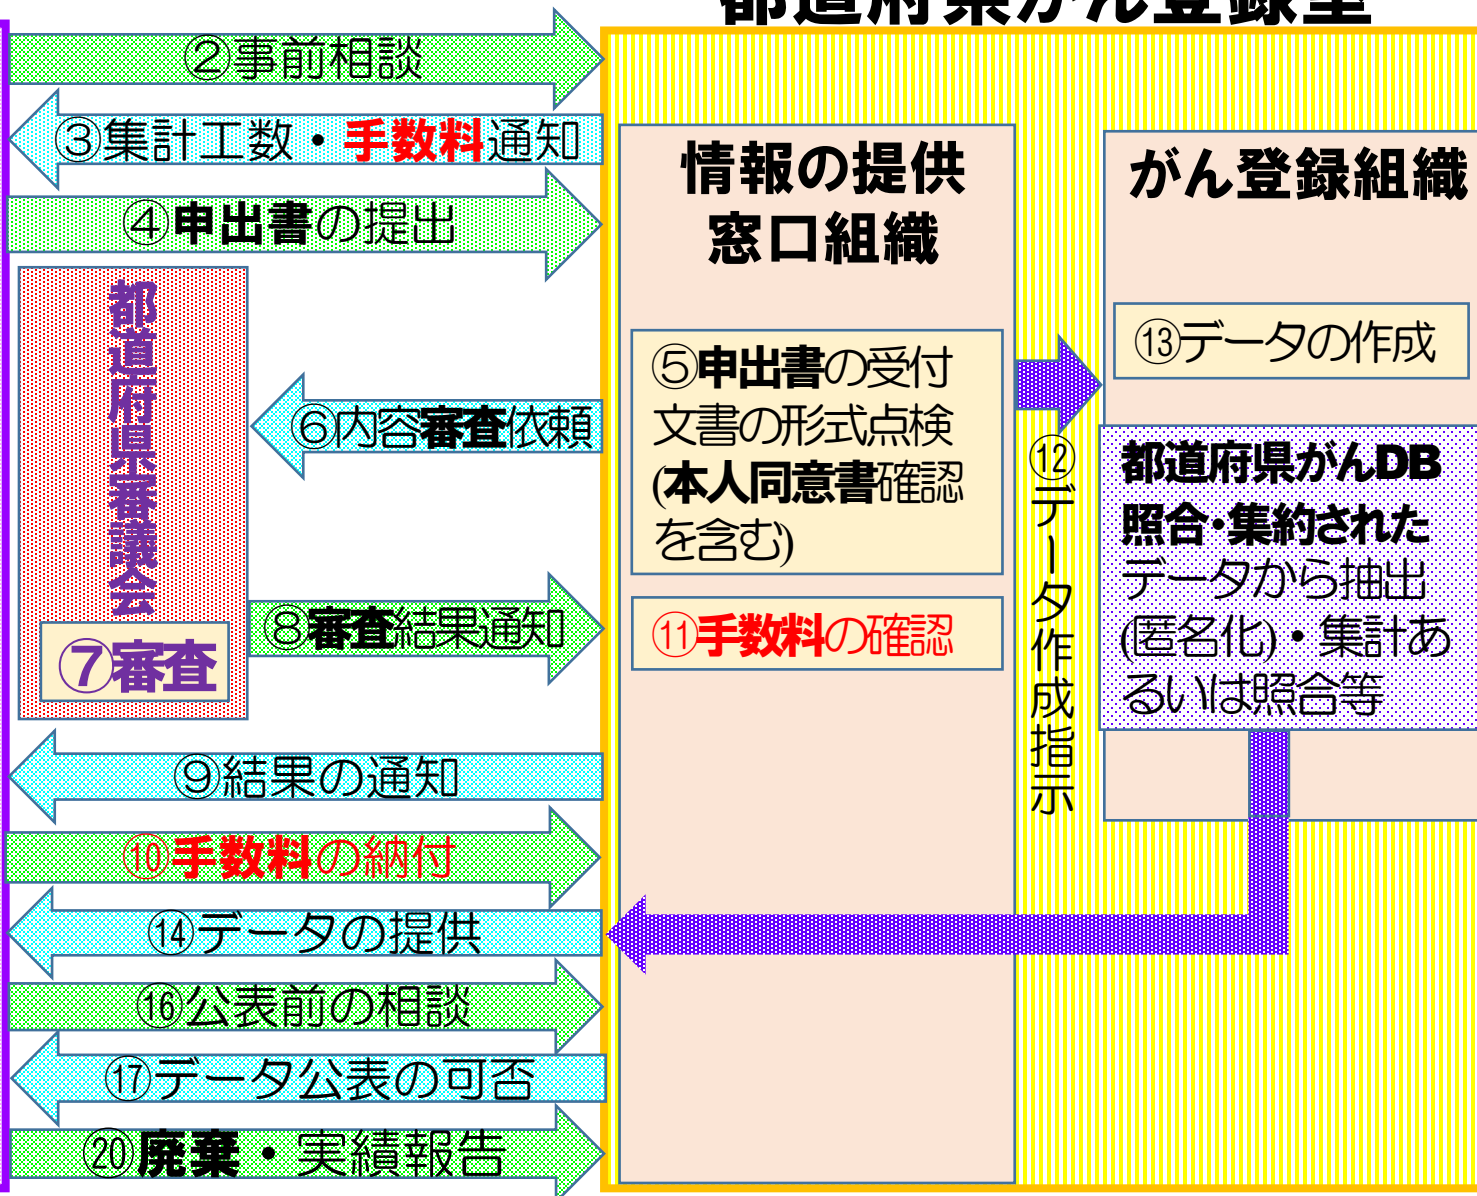 都道府県がん登録室
②事前相談
③集計工数・手数料通知
④申出書の提出
都道府県審議会
⑦審査
⑥内容審査依頼
⑧審査結果通知
⑨結果の通知
⑩手数料の納付
⑭データの提供
⑯公表前の相談
⑰データ公表の可否
⑳廃棄・実績報告
情報の提供
窓口組織
⑤申出書の受付
文書の形式点検
(本人同意書確認
を含む)
⑪手数料の確認
⑫データ作成指示
がん登録組織
⑬データの作成
都道府県がんDB
照合・集約された
データから抽出
(匿名化)・集計あ
るいは照合等